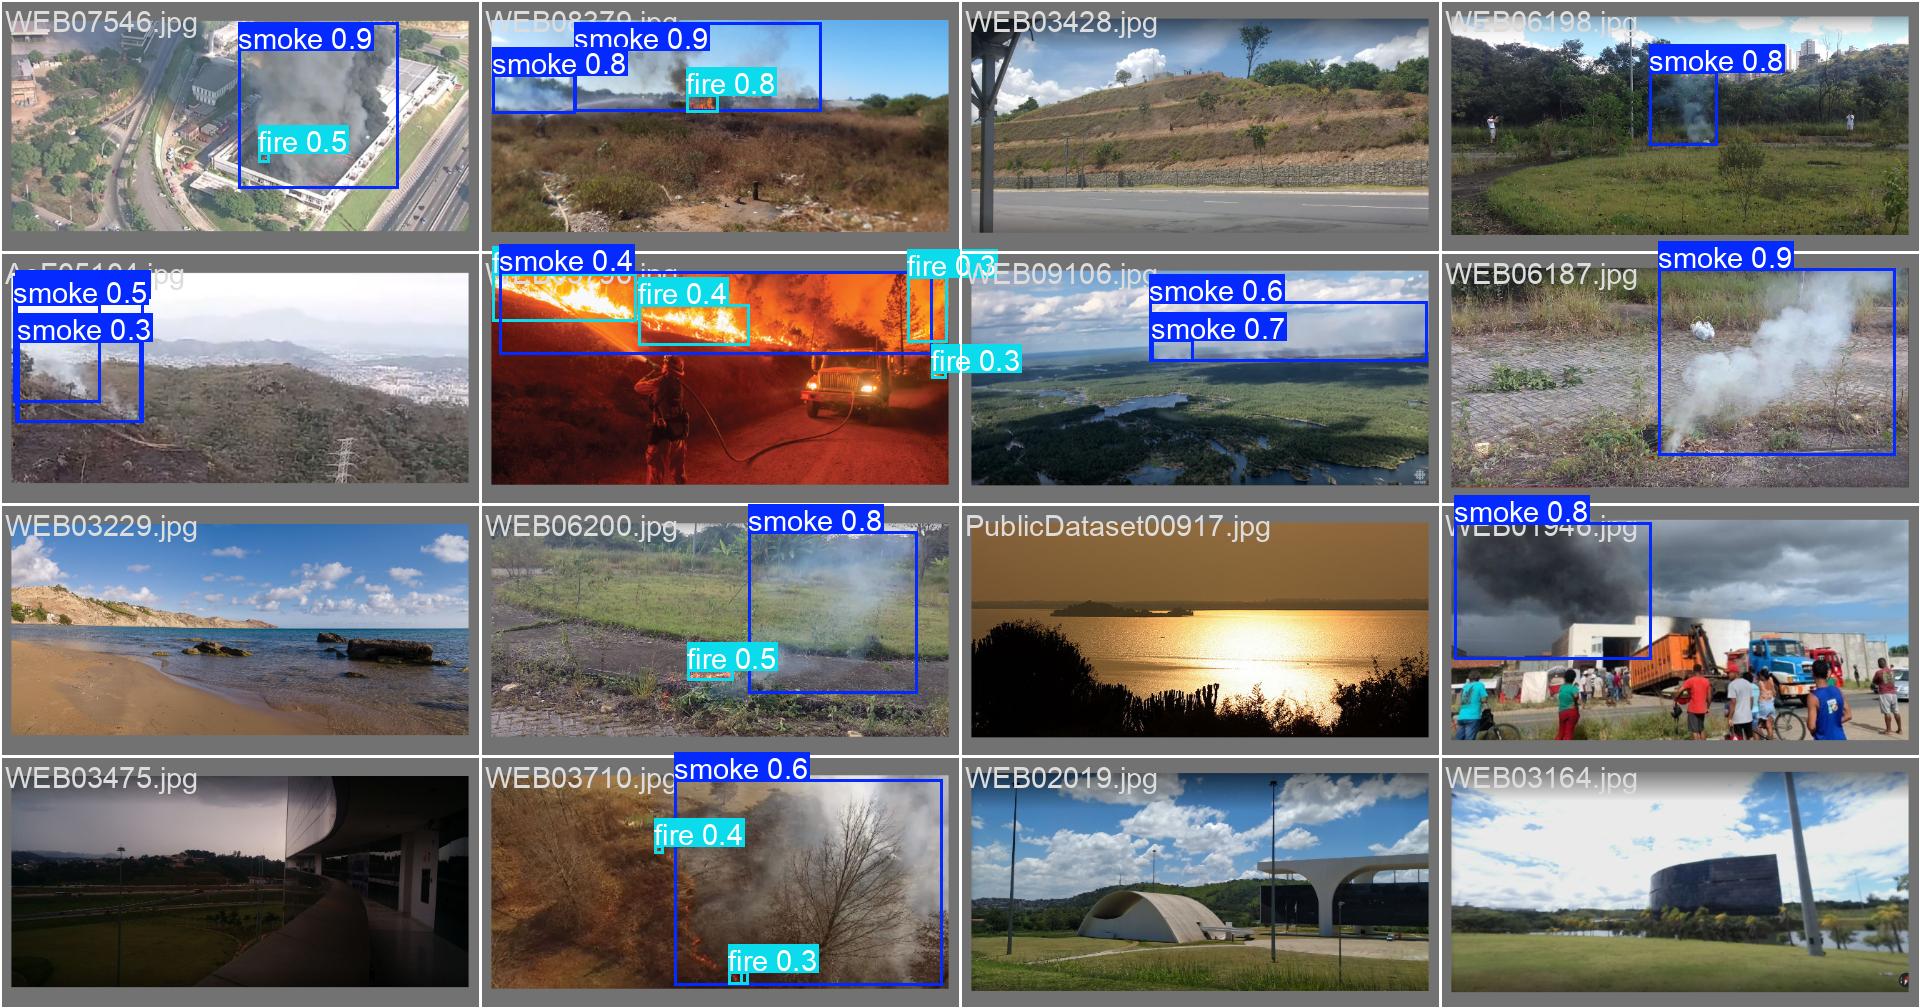 WEB07546.jpg
smoke 0.9
fire 0.5
smoke 0.9
smoke 0.8
fire 0.8
WEB03428.jpg
WEB06198.jpg
smoke 0.8
smoke 0.5
smoke 0.3
smoke 0.4
fire 0.4
fire 0.3
fire 0.3
WEB09106.jpg
smoke 0.6
smoke 0.7
WEB06187.jpg
smoke 0.9
WEB03229.jpg
WEB06200.jpg
smoke 0.8
fire 0.5
PublicDataset00917.jpg
smoke 0.8
WEB03475.jpg
WEB03710.jpg
smoke 0.6
fire 0.4
fire 0.3
WEB02019.jpg
WEB03164.jpg